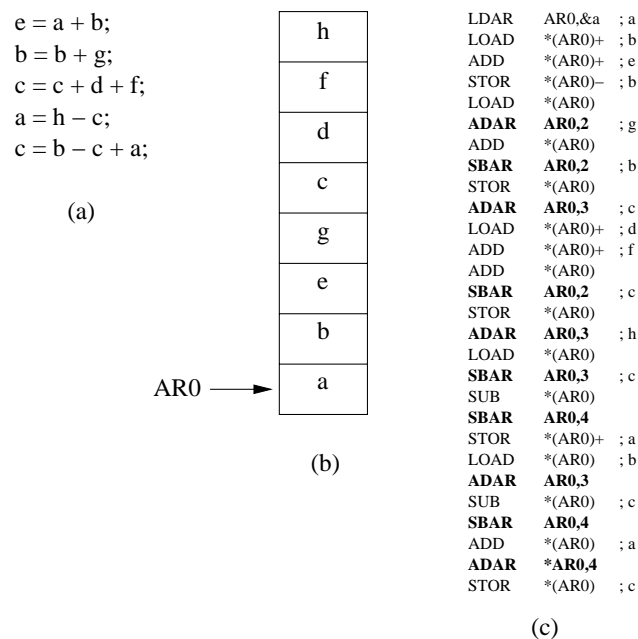 e = a + b;
b = b + g;
c = c + d + f;
a = h − c;
c = b − c + a;
(a)
h
f
d
c
g
e
b
AR0
a
(b)
LDAR AR0,&a ; a
LOAD *(AR0)+ ; b
ADD *(AR0)+ ; e
STOR *(AR0)− ; b
LOAD *(AR0)
ADAR AR0,2 ; g
ADD *(AR0)
SBAR AR0,2 ; b
STOR *(AR0)
ADAR AR0,3 ; c
LOAD *(AR0)+ ; d
ADD *(AR0)+ ; f
ADD *(AR0)
SBAR AR0,2 ; c
STOR *(AR0)
ADAR AR0,3 ; h
LOAD *(AR0)
SBAR AR0,3 ; c
SUB *(AR0)
SBAR AR0,4
STOR *(AR0)+ ; a
LOAD *(AR0) ; b
ADAR AR0,3
SUB *(AR0) ; c
SBAR AR0,4
ADD *(AR0) ; a
ADAR *AR0,4
STOR *(AR0) ; c
(c)